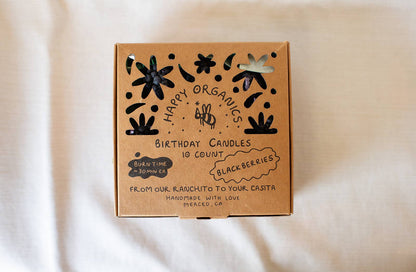 HAPPY ORGANICS
BIRTHDAY CANDLES
10 COUNT
BURN TIME
~30 MIN EA
BLACKBERRIES
FROM OUR RANCHITO TO YOUR CASITA
HANDMADE WITH LOVE
MERCED, CA